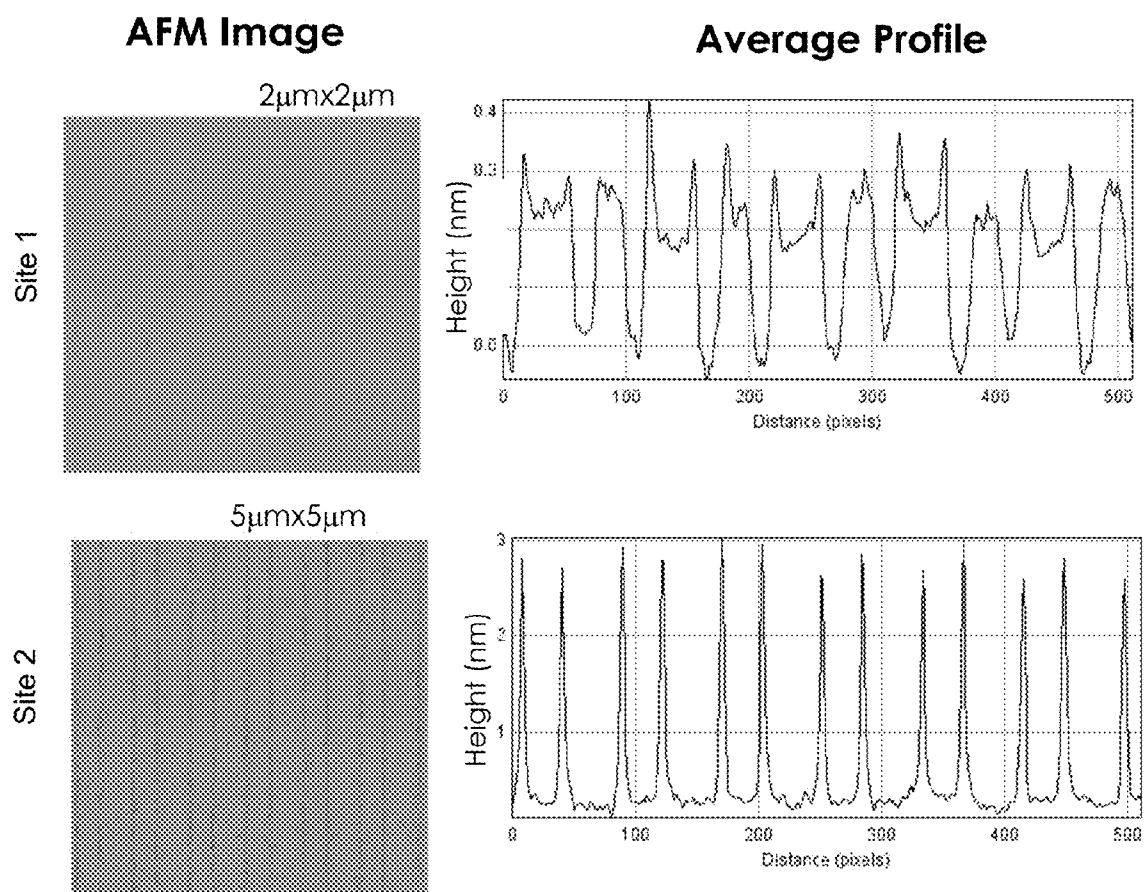 AFM Image
Average Profile
2μmx2μm
Site 1
Height (nm)
0.4
0.3
0.0
0 100 200 300 400 500
Distance (pixels)
5μmx5μm
Site 2
Height (nm)
3
2
1
0 100 200 300 400 500
Distance (pixels)